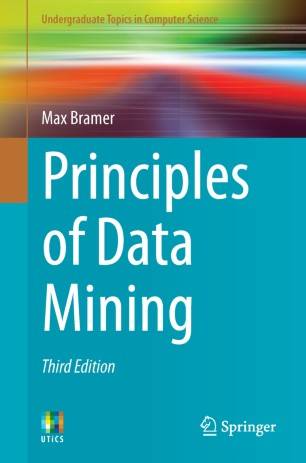 Undergraduate Topics in Computer Science
Max Bramer
Principles
of Data
Mining
Third Edition
UTiCS
Springer